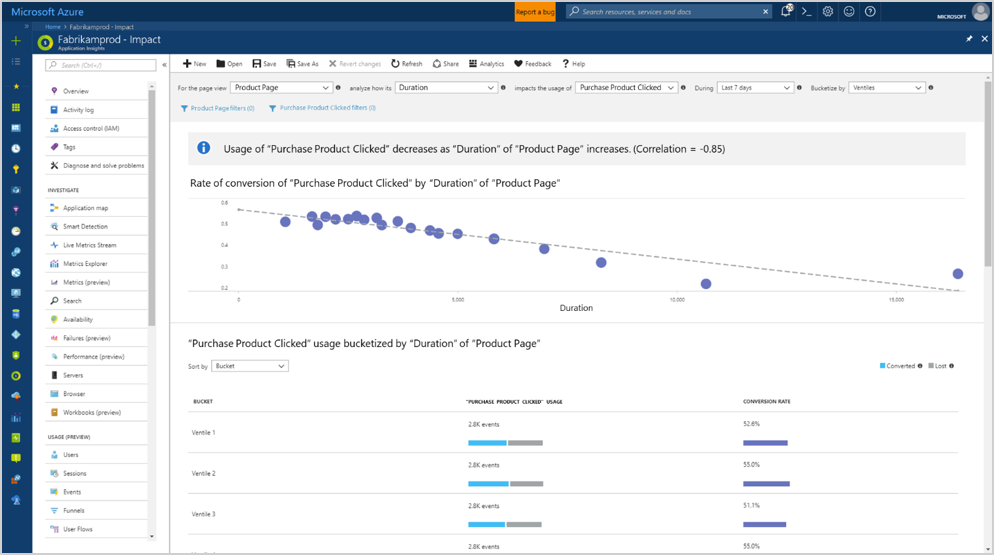 Microsoft Azure
Report a bug
Search resources, services and docs
20
MICROSOFT
Home > Fabrikamprod - Impact
Fabrikamprod - Impact
Application Insights
Search (Ctrl+/)
Overview
Activity log
Access control (IAM)
Tags
Diagnose and solve problems
INVESTIGATE
Application map
Smart Detection
Live Metrics Stream
Metrics Explorer
Metrics (preview)
Search
Availability
Failures (preview)
Performance (preview)
Servers
Browser
Workbooks (preview)
USAGE (PREVIEW)
Users
Sessions
Events
Funnels
User Flows
New Open Save Save As Revert changes Refresh Share Analytics Feedback ? Help
For the page view Product Page analyze how its Duration impacts the usage of Purchase Product Clicked During Last 7 days Bucketize by Ventiles
Product Page filters (0) Purchase Product Clicked filters (0)
Usage of "Purchase Product Clicked" decreases as "Duration" of "Product Page" increases. (Correlation = -0.85)
Rate of conversion of "Purchase Product Clicked" by "Duration" of "Product Page"
0.6
0.5
0.4
0.3
0.2
0 5,000 10,000 15,000
Duration
"Purchase Product Clicked" usage bucketized by "Duration" of "Product Page"
Sort by Bucket
Converted Lost
BUCKET "PURCHASE PRODUCT CLICKED" USAGE CONVERSION RATE
Ventile 1 2.8K events 52.6%
Ventile 2 2.8K events 55.0%
Ventile 3 2.8K events 51.1%
2.8K events 55.0%